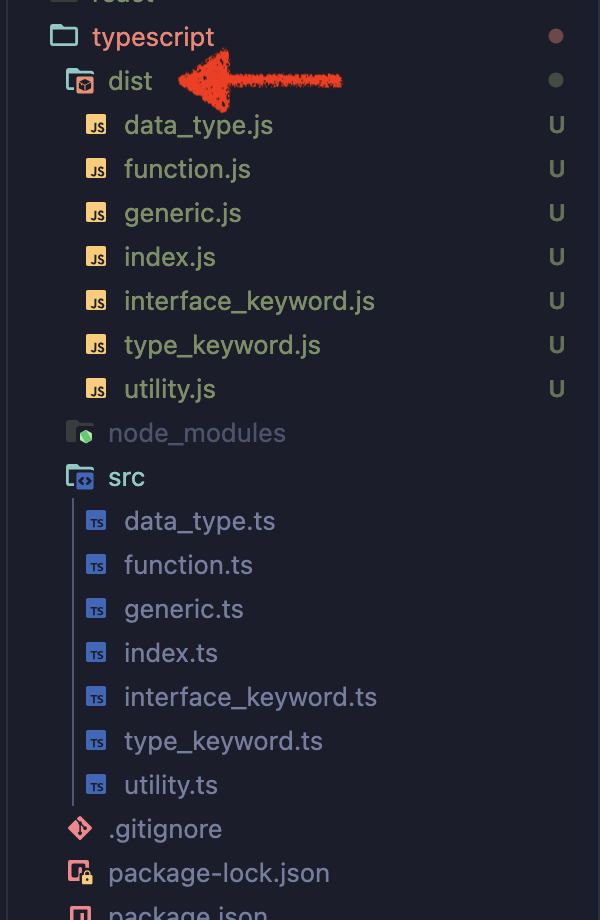 typescript
dist
JS data_type.js U
JS function.js U
JS generic.js U
JS index.js U
JS interface_keyword.js U
JS type_keyword.js U
JS utility.js U
node_modules
src
TS data_type.ts
TS function.ts
TS generic.ts
TS index.ts
TS interface_keyword.ts
TS type_keyword.ts
TS utility.ts
.gitignore
package-lock.json
package.json